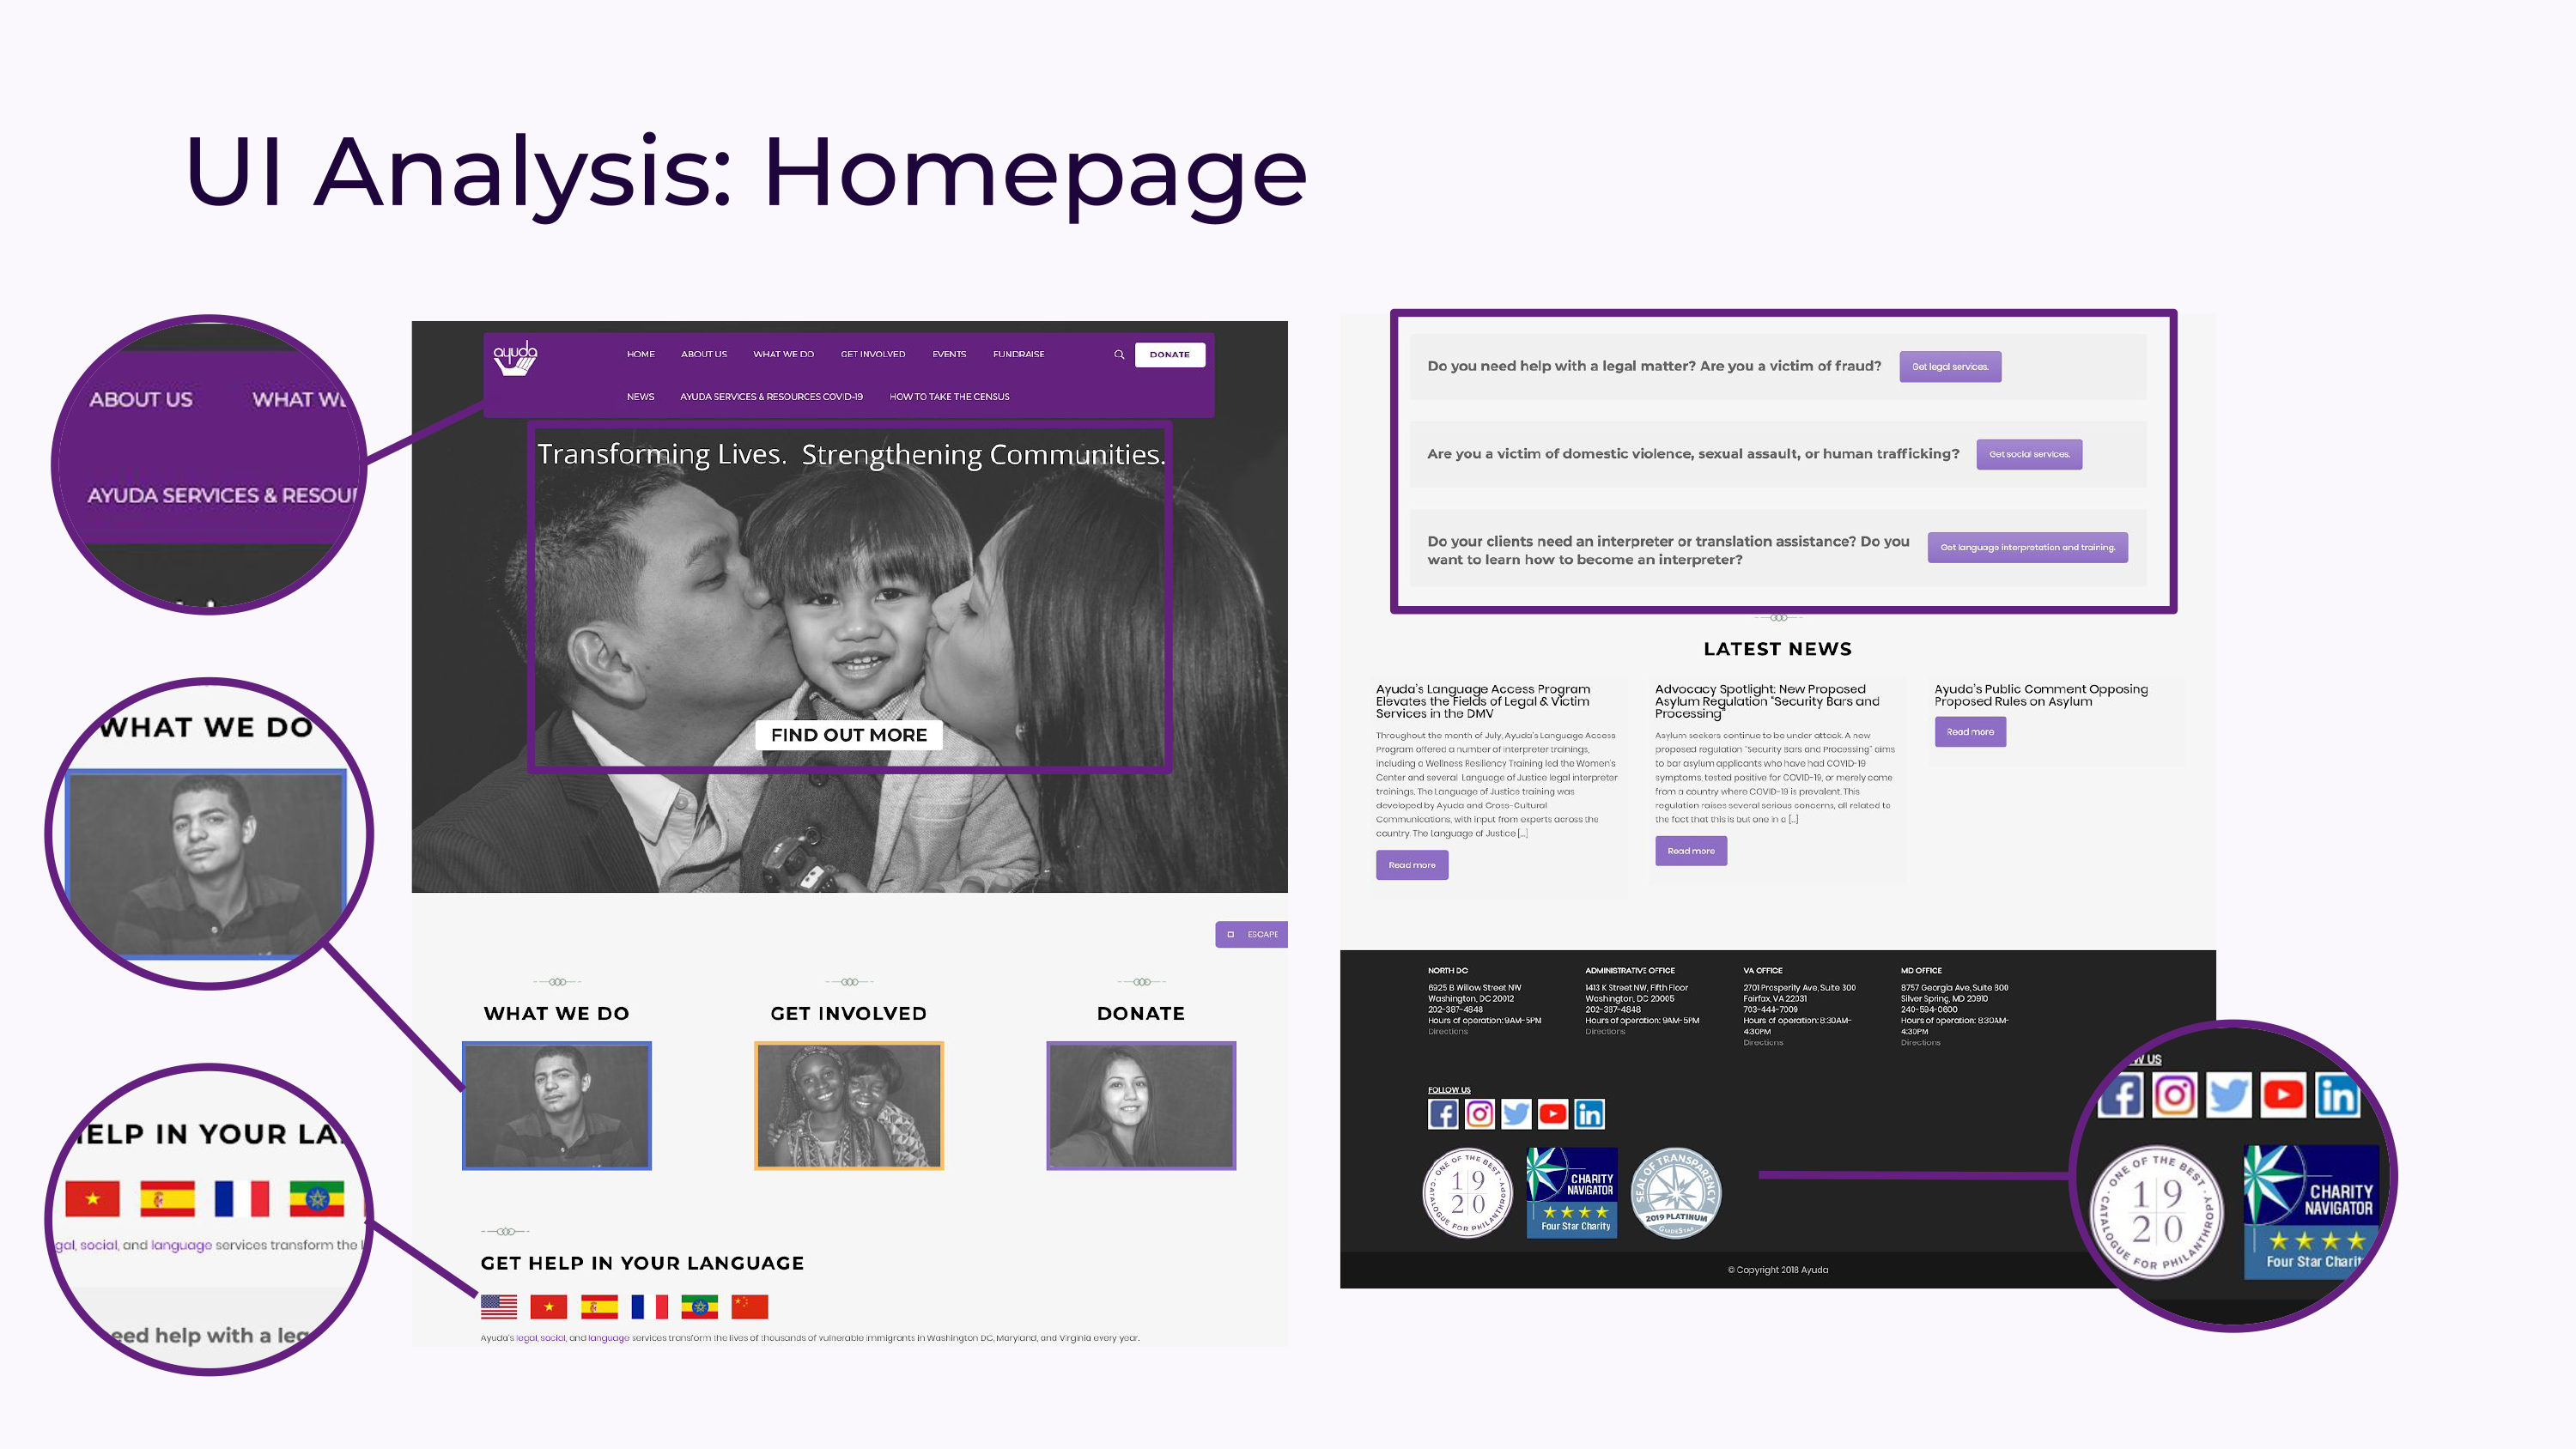 UI Analysis: Homepage
ABOUT US WHAT WE
AYUDA SERVICES & RESOUR
WHAT WE DO
HELP IN YOUR LA
gal, social, and language services transform the l
eed help with a leg
ayuda
HOME ABOUT US WHAT WE DO GET INVOLVED EVENTS FUNDRAISE DONATE
NEWS AYUDA SERVICES & RESOURCES COVID-19 HOW TO TAKE THE CENSUS
Transforming Lives. Strengthening Communities.
FIND OUT MORE
ESCAPE
WHAT WE DO GET INVOLVED DONATE
GET HELP IN YOUR LANGUAGE
Ayuda's legal, social, and language services transform the lives of thousands of vulnerable immigrants in Washington DC, Maryland, and Virginia every year.
Do you need help with a legal matter? Are you a victim of fraud? Get legal services.
Are you a victim of domestic violence, sexual assault, or human trafficking? Get social services.
Do your clients need an interpreter or translation assistance? Do you
want to learn how to become an interpreter?
Get language interpretation and training.
LATEST NEWS
Ayuda's Language Access Program
Elevates the Fields of Legal & Victim
Services in the DMV
Throughout the month of July, Ayuda's Language Access
Program offered a number of interpreter trainings,
including a Wellness Resiliency Training led the Women's
Center and several Language of Justice legal interpreter
trainings. The Language of Justice training was
developed by Ayuda and Cross-Cultural
Communications, with input from experts across the
country. The Language of Justice [...]
Read more
Advocacy Spotlight: New Proposed
Asylum Regulation "Security Bars and
Processing"
Asylum seekers continue to be under attack. A new
proposed regulation "Security Bars and Processing" aims
to bar asylum applicants who have had COVID-19
symptoms, tested positive for COVID-19, or merely came
from a country where COVID-19 is prevalent. This
regulation raises several serious concerns, all related to
the fact that this is but one in a [...]
Read more
Ayuda's Public Comment Opposing
Proposed Rules on Asylum
Read more
NORTH DC
6925 B Willow Street NW
Washington, DC 20012
202-387-4848
Hours of operation: 9AM-5PM
Directions
ADMINISTRATIVE OFFICE
1413 K Street NW, Fifth Floor
Washington, DC 20005
202-387-4848
Hours of operation: 9AM-5PM
Directions
VA OFFICE
2701 Prosperity Ave, Suite 300
Fairfax, VA 22031
703-444-7009
Hours of operation: 8:30AM-
4:30PM
Directions
MD OFFICE
8757 Georgia Ave, Suite 800
Silver Spring, MD 20910
240-594-0600
Hours of operation: 8:30AM-
4:30PM
Directions
FOLLOW US
in
ONE OF THE BEST
19
20
CATALOGUE FOR PHILANTHROPY
CHARITY
NAVIGATOR
Four Star Charity
SEAL OF TRANSPARENCY
2019 PLATINUM
GUIDESTAR
© Copyright 2018 Ayuda
W US
in
ONE OF THE BEST
19
20
CATALOGUE FOR PHILANTHROPY
CHARITY
NAVIGATOR
Four Star Charit